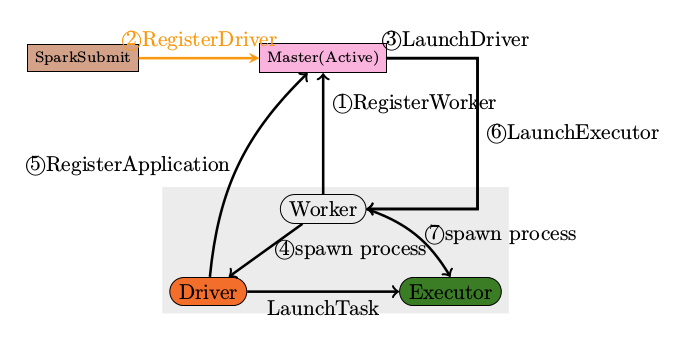 ②RegisterDriver
③LaunchDriver
SparkSubmit
Master(Active)
①RegisterWorker
⑥LaunchExecutor
⑤RegisterApplication
Worker
⑦spawn process
④spawn process
Driver
Executor
LaunchTask